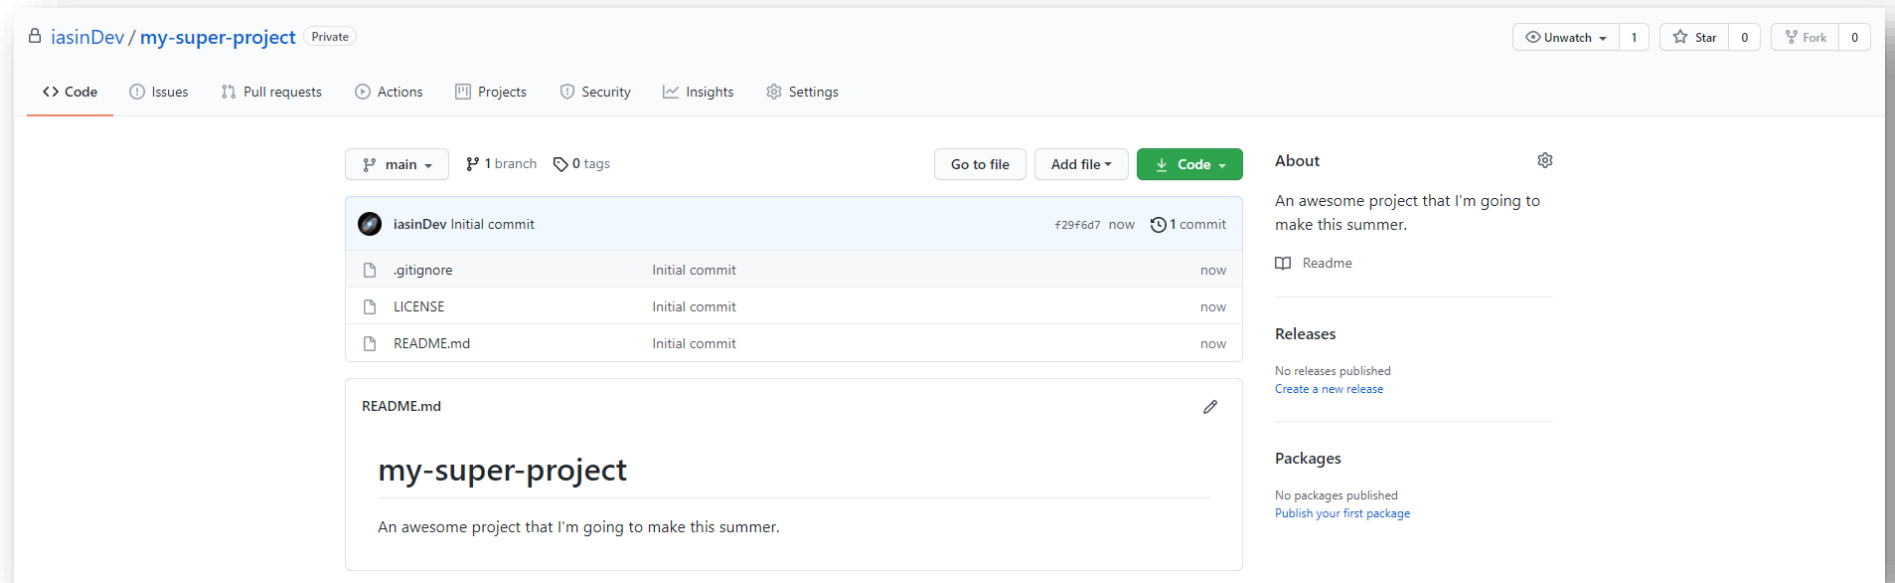 iasinDev / my-super-project Private Unwatch 1 Star 0 Fork 0
Code Issues Pull requests Actions Projects Security Insights Settings
main 1 branch 0 tags Go to file Add file Code
iasinDev Initial commit f29f6d7 now 1 commit
.gitignore Initial commit now
LICENSE Initial commit now
README.md Initial commit now
README.md
my-super-project
An awesome project that I'm going to make this summer.
About
An awesome project that I'm going to
make this summer.
Readme
Releases
No releases published
Create a new release
Packages
No packages published
Publish your first package